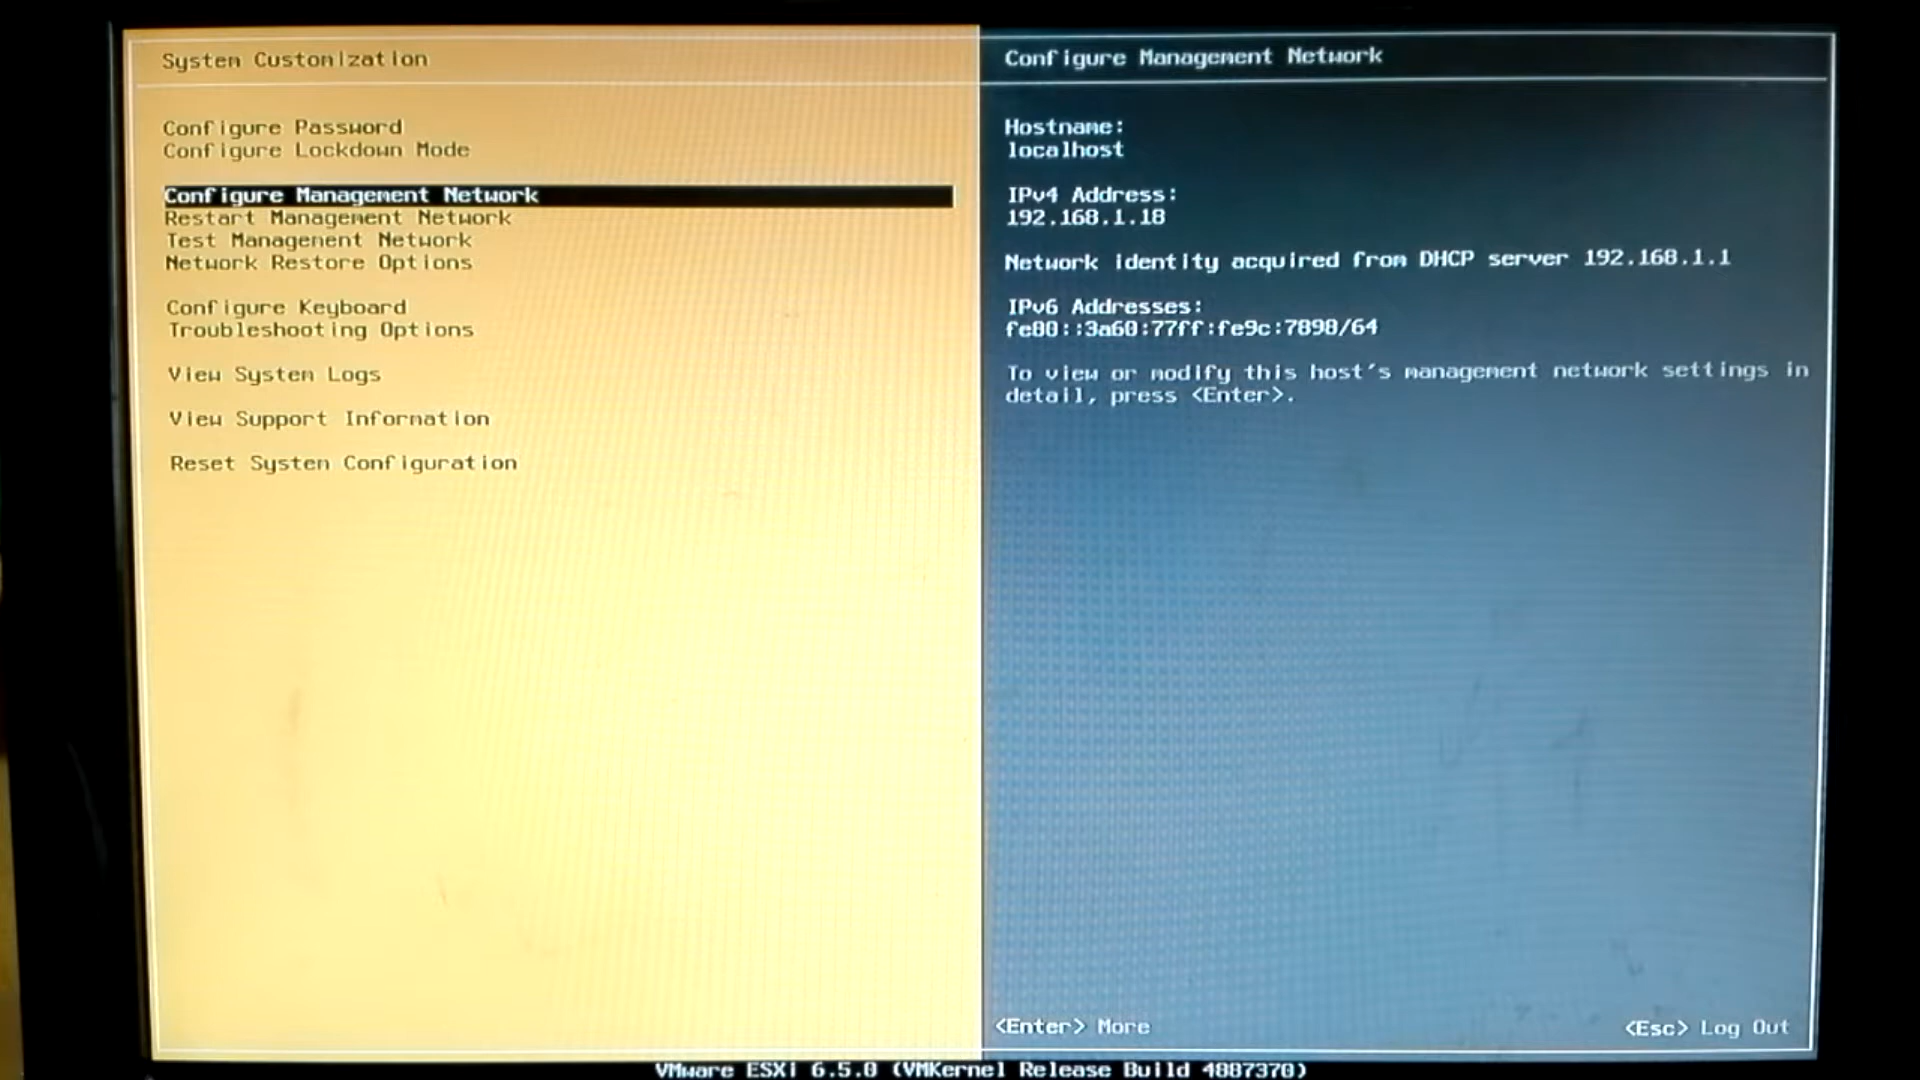 System Customization
Configure Password
Configure Lockdown Mode
Configure Management Network
Restart Management Network
Test Management Network
Network Restore Options
Configure Keyboard
Troubleshooting Options
View System Logs
View Support Information
Reset System Configuration
Configure Management Network
Hostname:
localhost
IPv4 Address:
192.168.1.18
Network identity acquired from DHCP server 192.168.1.1
IPv6 Addresses:
fe80::3a60:77ff:fe9c:7898/64
To view or modify this host's management network settings in
detail, press <Enter>.
<Enter> More
<Esc> Log Out
VMware ESXi 6.5.0 (VMKernel Release Build 4887370)